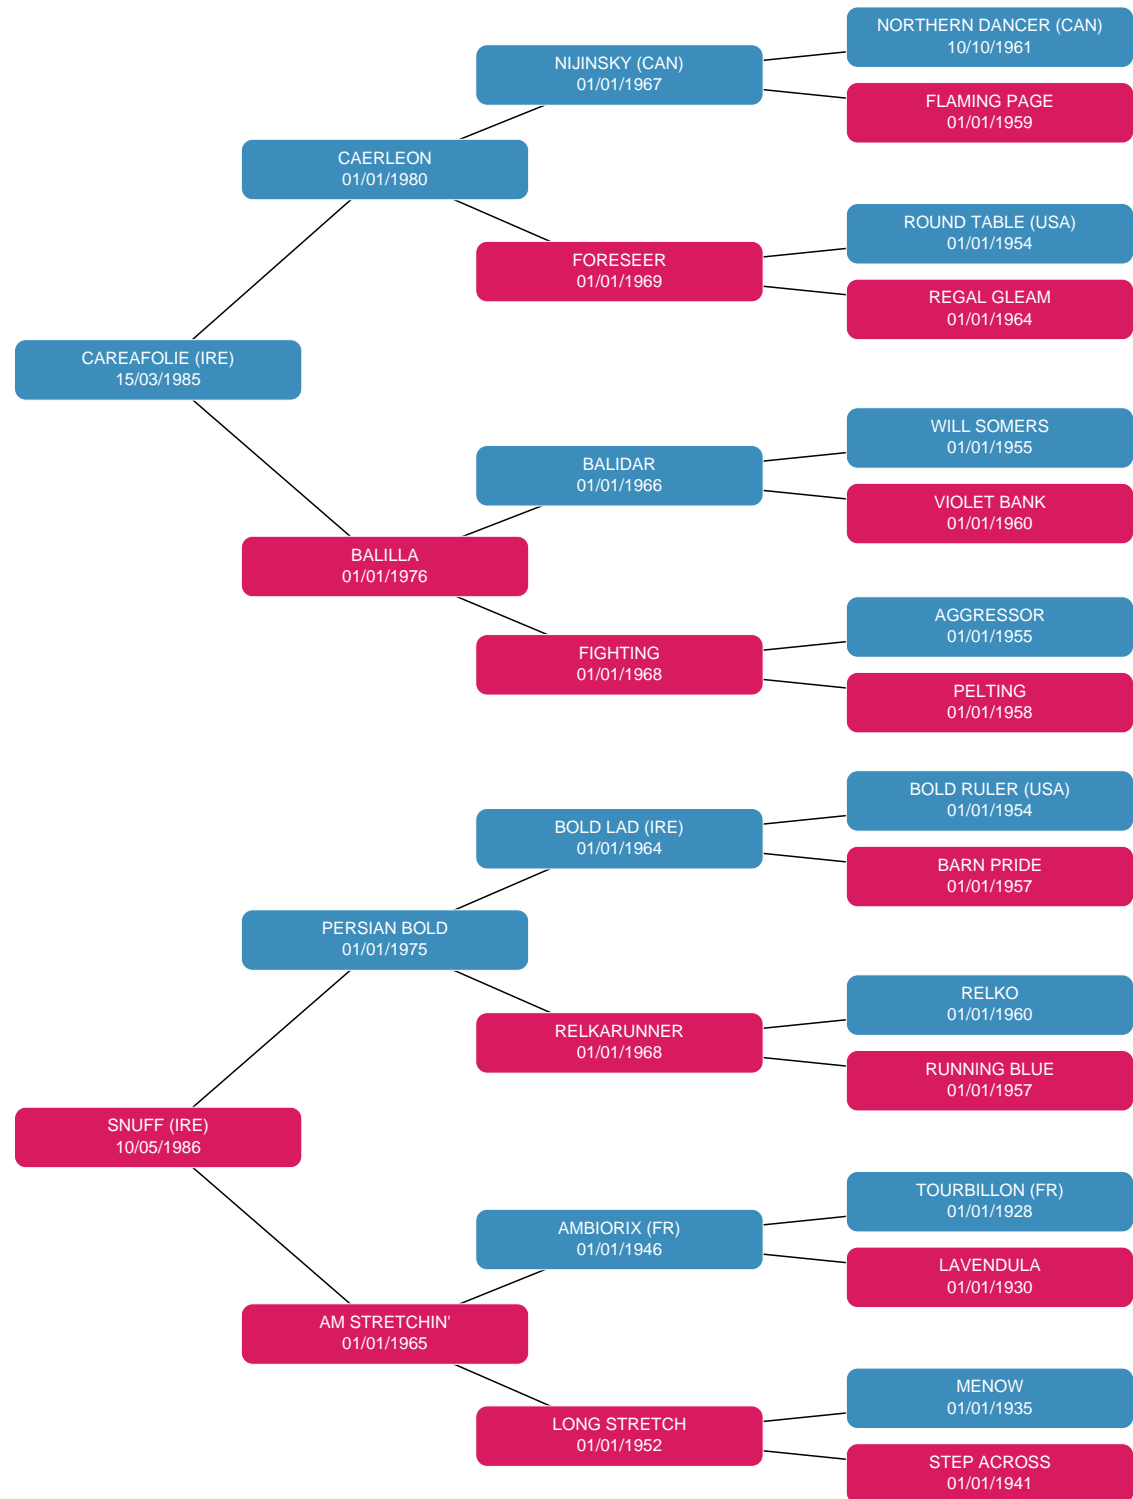 NORTHERN DANCER (CAN)
10/10/1961
NIJINSKY (CAN)
01/01/1967
FLAMING PAGE
01/01/1959
CAERLEON
01/01/1980
ROUND TABLE (USA)
01/01/1954
FORESEER
01/01/1969
REGAL GLEAM
01/01/1964
CAREAFOLIE (IRE)
15/03/1985
WILL SOMERS
01/01/1955
BALIDAR
01/01/1966
VIOLET BANK
01/01/1960
BALILLA
01/01/1976
AGGRESSOR
01/01/1955
FIGHTING
01/01/1968
PELTING
01/01/1958
BOLD RULER (USA)
01/01/1954
BOLD LAD (IRE)
01/01/1964
BARN PRIDE
01/01/1957
PERSIAN BOLD
01/01/1975
RELKO
01/01/1960
RELKARUNNER
01/01/1968
RUNNING BLUE
01/01/1957
SNUFF (IRE)
10/05/1986
TOURBILLON (FR)
01/01/1928
AMBIORIX (FR)
01/01/1946
LAVENDULA
01/01/1930
AM STRETCHIN'
01/01/1965
MENOW
01/01/1935
LONG STRETCH
01/01/1952
STEP ACROSS
01/01/1941